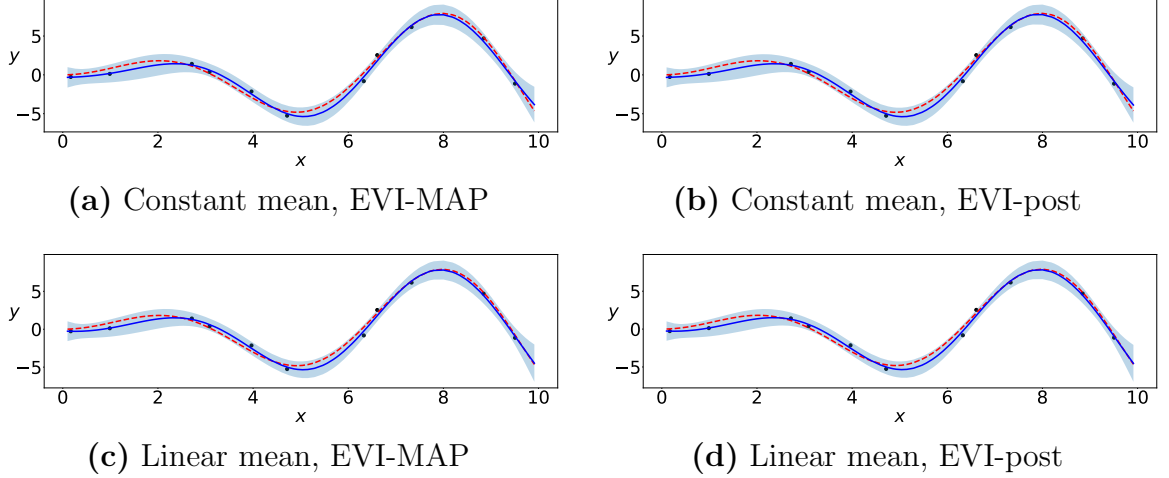 y
5
0
−5
0 2 4 6 8 10
x
(a) Constant mean, EVI-MAP
y
5
0
−5
0 2 4 6 8 10
x
(b) Constant mean, EVI-post
y
5
0
−5
0 2 4 6 8 10
x
(c) Linear mean, EVI-MAP
y
5
0
−5
0 2 4 6 8 10
x
(d) Linear mean, EVI-post